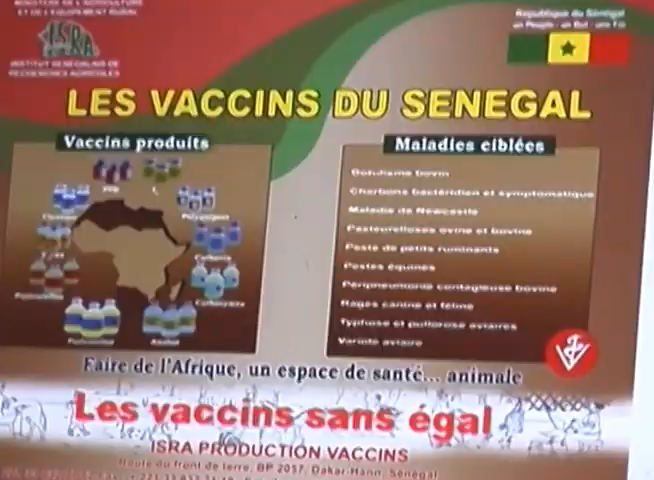 MINISTERE DE L'AGRICULTURE
ET DE L'EQUIPEMENT RURAL
ISRA
INSTITUT SENEGALAIS DE
RECHERCHES AGRICOLES
Republique du Sénégal
un Peuple - un But - une Foi
LES VACCINS DU SENEGAL
Vaccins produits
Maladies ciblées
Botulisme bovin
Charbons bactéridien et symptomatique
Maladie de Newcastle
Pasteurelloses ovine et bovine
Peste de petits ruminants
Pestes équines
Péripneumonie contagieuse bovine
Rages canine et féline
Typhose et pullorose aviaires
Variole aviaire
Faire de l'Afrique, un espace de santé... animale
Les vaccins sans égal
ISRA PRODUCTION VACCINS
Route du front de terre, BP 2057, Dakar-Hann, Sénégal